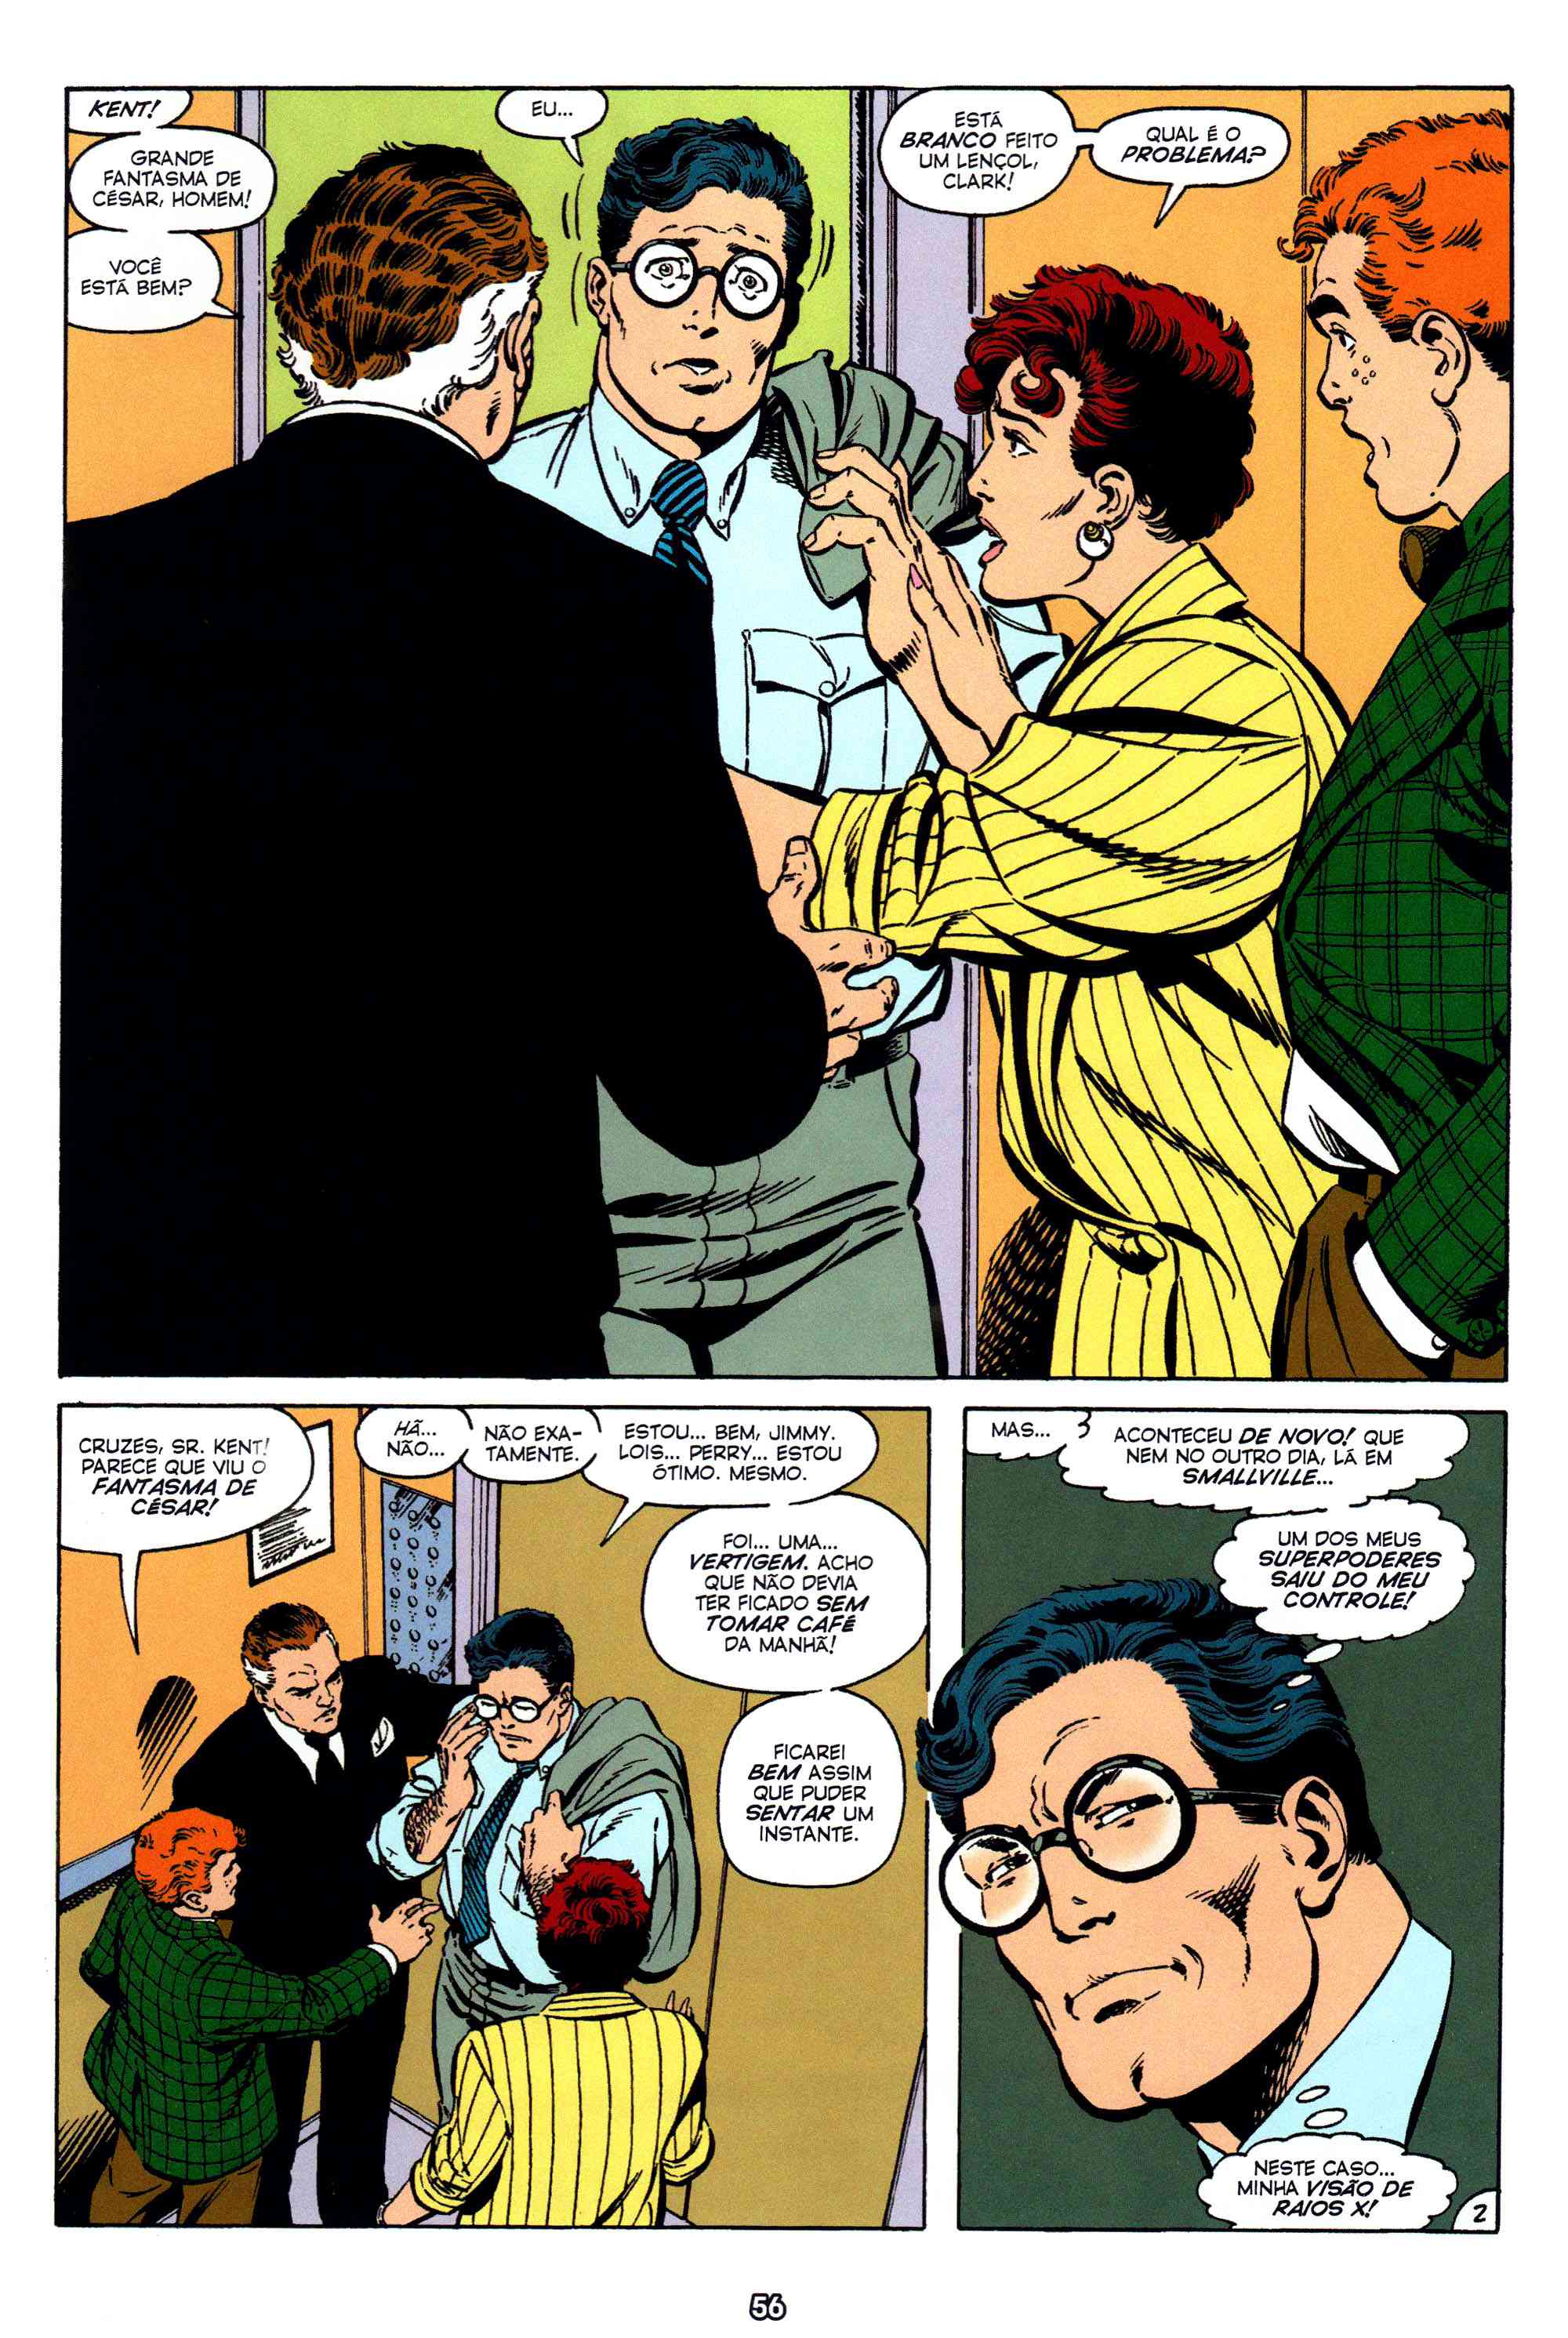 KENT!
GRANDE
FANTASMA DE
CÉSAR, HOMEM!
VOCÊ
ESTÁ BEM?
EU...
ESTÁ
BRANCO FEITO
UM LENÇOL,
CLARK!
QUAL É O
PROBLEMA?
CRUZES, SR. KENT!
PARECE QUE VIU O
FANTASMA DE
CÉSAR!
HÃ...
NÃO...
NÃO EXA-
TAMENTE.
ESTOU... BEM, JIMMY.
LOIS... PERRY... ESTOU
ÓTIMO. MESMO.
FOI... UMA...
VERTIGEM. ACHO
QUE NÃO DEVIA
TER FICADO SEM
TOMAR CAFÉ
DA MANHÃ!
FICAREI
BEM ASSIM
QUE PUDER
SENTAR UM
INSTANTE.
MAS...
ACONTECEU DE NOVO! QUE
NEM NO OUTRO DIA, LÁ EM
SMALLVILLE...
UM DOS MEUS
SUPERPODERES
SAIU DO MEU
CONTROLE!
NESTE CASO...
MINHA VISÃO DE
RAIOS X!
2
56